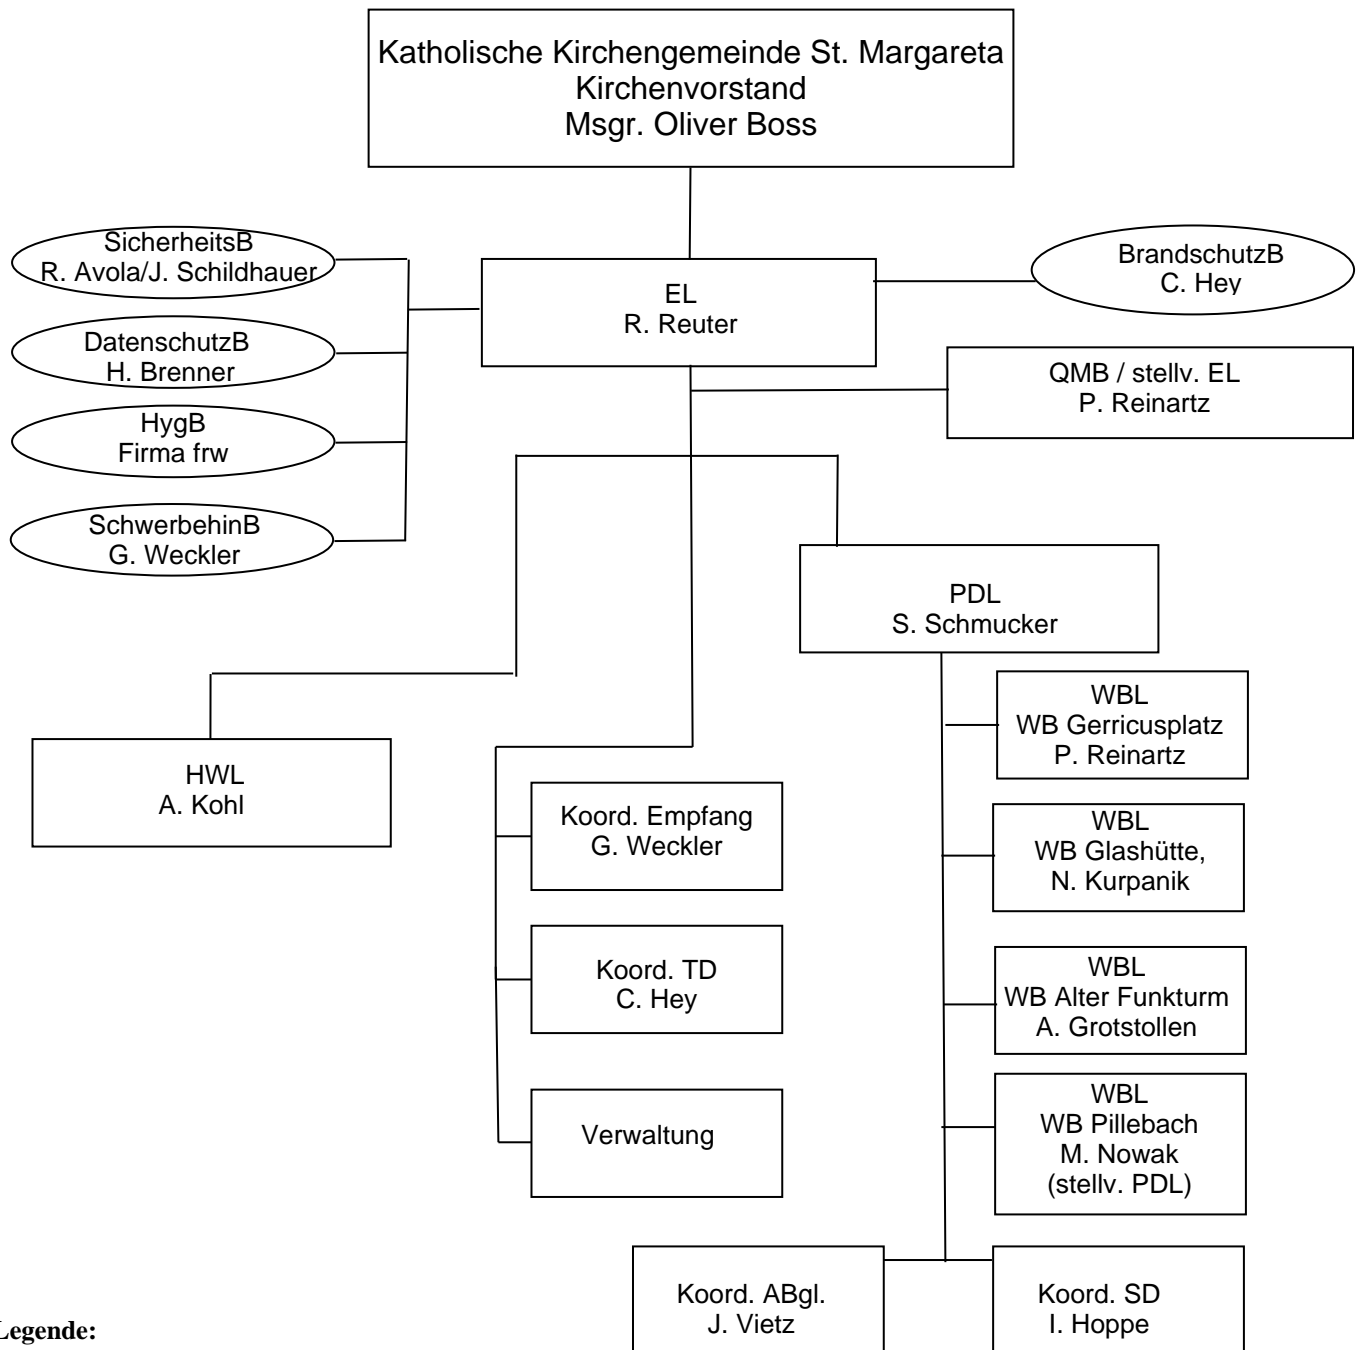 Katholische Kirchengemeinde St. Margareta
Kirchenvorstand
Msgr. Oliver Boss
SicherheitsB
R. Avola/J. Schildhauer
EL
R. Reuter
BrandschutzB
C. Hey
DatenschutzB
H. Brenner
QMB / stellv. EL
P. Reinartz
HygB
Firma frw
SchwerbehinB
G. Weckler
PDL
S. Schmucker
WBL
WB Gerricusplatz
P. Reinartz
HWL
A. Kohl
Koord. Empfang
G. Weckler
WBL
WB Glashütte,
N. Kurpanik
Koord. TD
C. Hey
WBL
WB Alter Funkturm
A. Grotstollen
Verwaltung
WBL
WB Pillebach
M. Nowak
(stellv. PDL)
Koord. ABgl.
J. Vietz
Koord. SD
I. Hoppe
Legende: